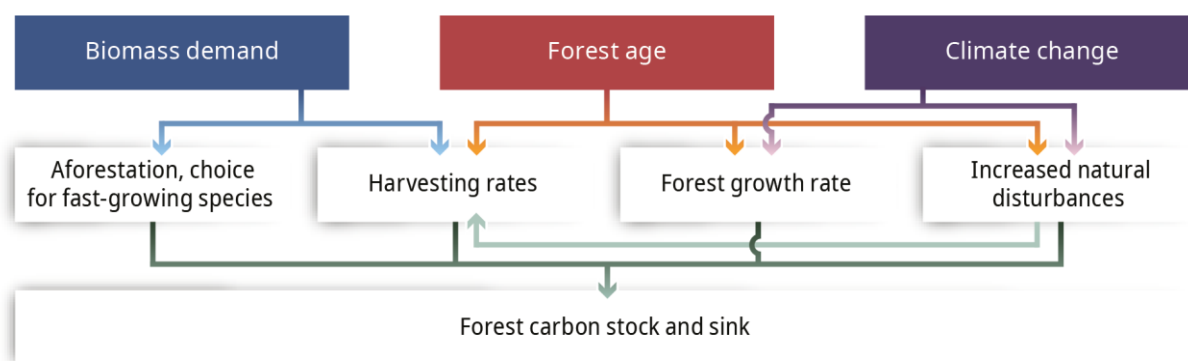 Biomass demand
Forest age
Climate change
Aforestation, choice
for fast-growing species
Harvesting rates
Forest growth rate
Increased natural
disturbances
Forest carbon stock and sink